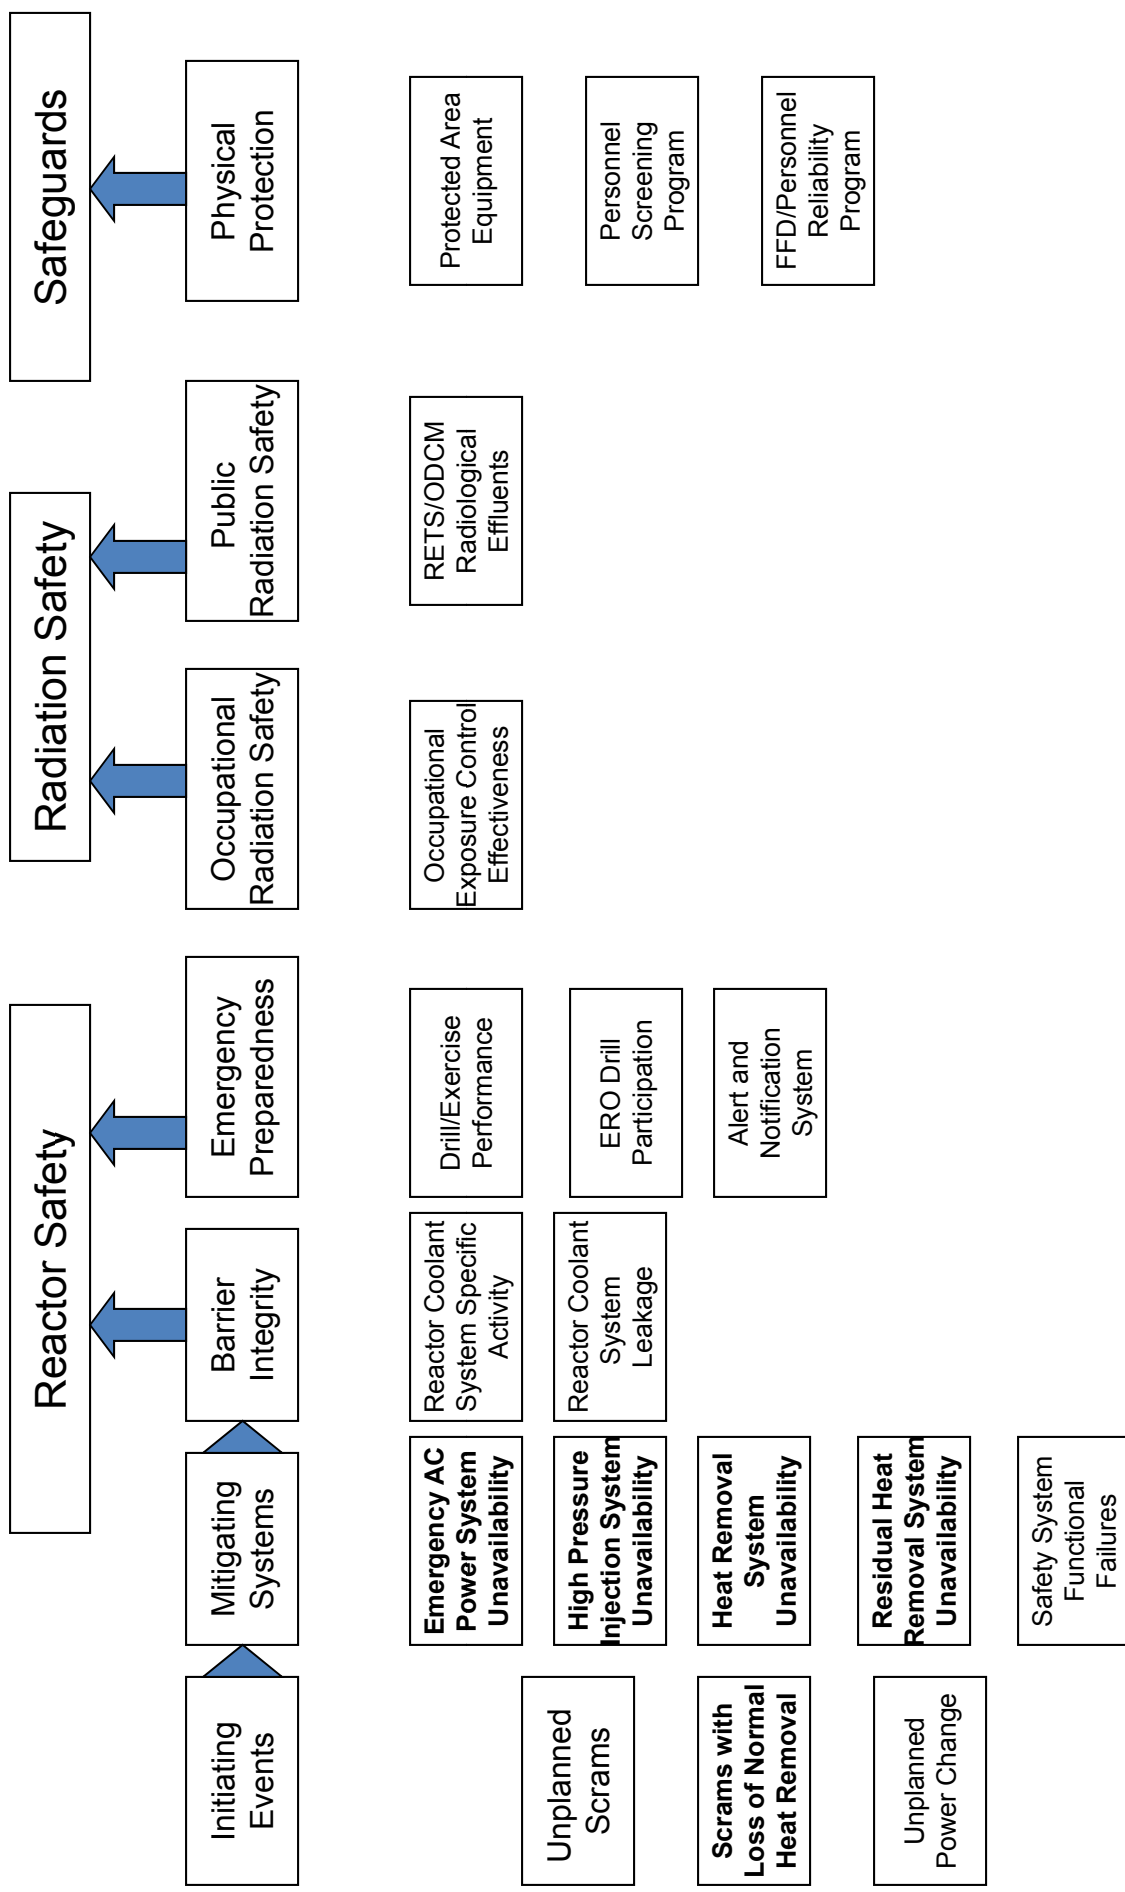 Reactor Safety
Radiation Safety
Safeguards
Initiating
Events
Mitigating
Systems
Barrier
Integrity
Emergency
Preparedness
Occupational
Radiation Safety
Public
Radiation Safety
Physical
Protection
Unplanned
Scrams
Scrams with
Loss of Normal
Heat Removal
Unplanned
Power Change
Emergency AC
Power System
Unavailability
High Pressure
Injection System
Unavailability
Heat Removal
System
Unavailability
Residual Heat
Removal System
Unavailability
Safety System
Functional
Failures
Reactor Coolant
System Specific
Activity
Reactor Coolant
System
Leakage
Drill/Exercise
Performance
ERO Drill
Participation
Alert and
Notification
System
Occupational
Exposure Control
Effectiveness
RETS/ODCM
Radiological
Effluents
Protected Area
Equipment
Personnel
Screening
Program
FFD/Personnel
Reliability
Program